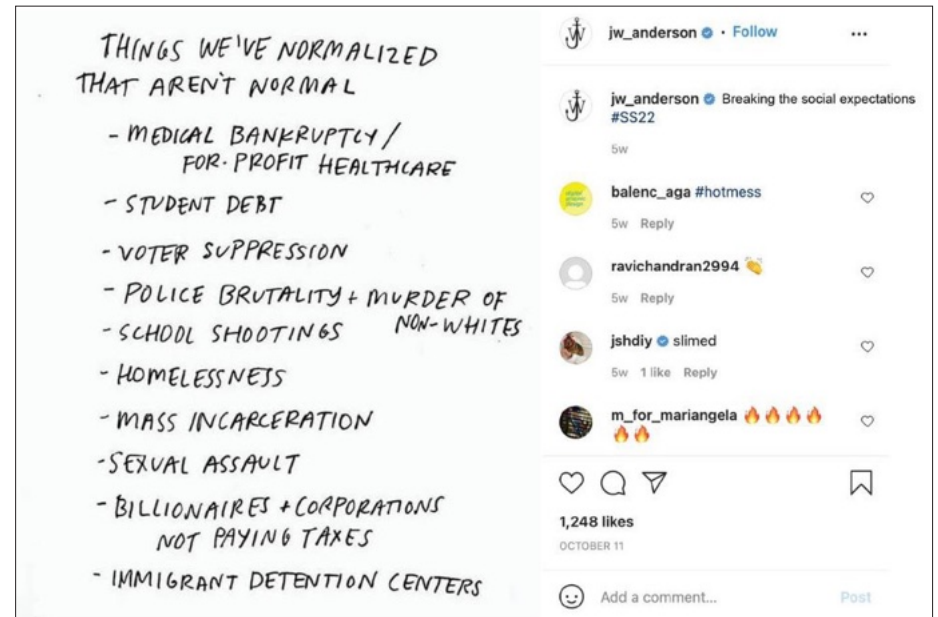 THINGS WE'VE NORMALIZED
THAT AREN'T NORMAL
- MEDICAL BANKRUPTLY /
FOR-PROFIT HEALTHCARE
- STUDENT DEBT
- VOTER SUPPRESSION
- POLICE BRUTALITY + MURDER OF
NON-WHITES
- SCHOOL SHOOTINGS
- HOMELESSNESS
- MASS INCARCERATION
- SEXUAL ASSAULT
- BILLIONAIRES + CORPORATIONS
NOT PAYING TAXES
- IMMIGRANT DETENTION CENTERS
jw_anderson · Follow
jw_anderson Breaking the social expectations
#SS22
5w
balenc_aga #hotmess
5w Reply
ravichandran2994 👏
5w Reply
jshdiy slimed
5w 1 like Reply
m_for_mariangela 🔥🔥🔥🔥
🔥🔥
1,248 likes
OCTOBER 11
Add a comment... Post